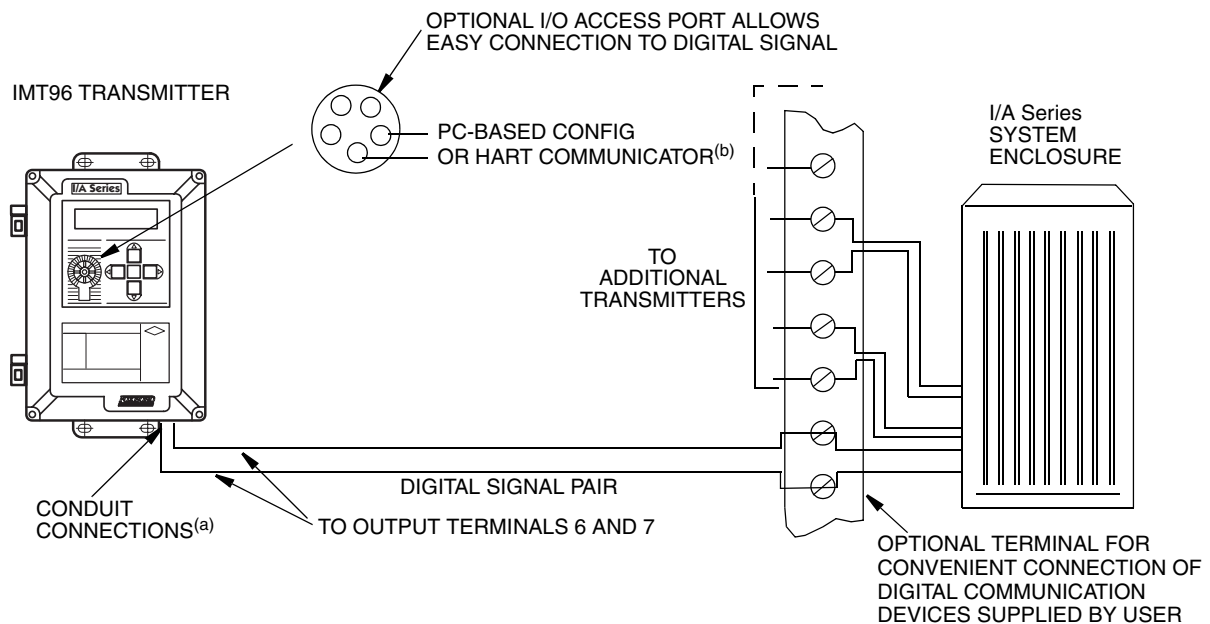 OPTIONAL I/O ACCESS PORT ALLOWS
EASY CONNECTION TO DIGITAL SIGNAL
IMT96 TRANSMITTER
PC-BASED CONFIG
OR HART COMMUNICATOR(b)
I/A Series
SYSTEM
ENCLOSURE
I/A Series
TO
ADDITIONAL
TRANSMITTERS
DIGITAL SIGNAL PAIR
CONDUIT
CONNECTIONS(a)
TO OUTPUT TERMINALS 6 AND 7
OPTIONAL TERMINAL FOR
CONVENIENT CONNECTION OF
DIGITAL COMMUNICATION
DEVICES SUPPLIED BY USER